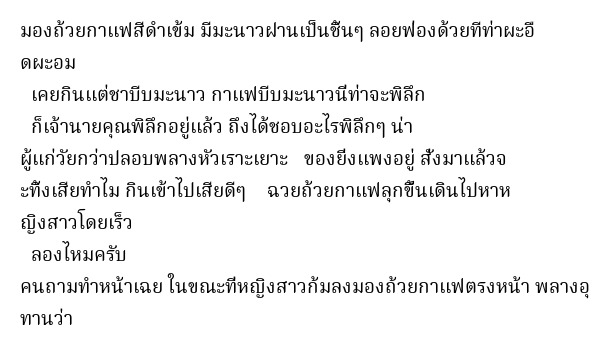 มองถ้วยกาแฟสีดำเข้ม มีมะนาวฝานเป็นชิ้นๆ ลอยฟองด้วยทีท่าผะอื
ดผะอม
เคยกินแต่ชาบีบมะนาว กาแฟบีบมะนาวนี่ท่าจะพิลึก
ก็เจ้านายคุณพิลึกอยู่แล้ว ถึงได้ชอบอะไรพิลึกๆ น่า
ผู้แก่วัยกว่าปลอบพลางหัวเราะเยาะ ของยิ่งแพงอยู่ สั่งมาแล้วจ
ะทิ้งเสียทำไม กินเข้าไปเสียดีๆ ฉวยถ้วยกาแฟลุกขึ้นเดินไปหาห
ญิงสาวโดยเร็ว
ลองไหมครับ
คนถามทำหน้าเฉย ในขณะที่หญิงสาวก้มลงมองถ้วยกาแฟตรงหน้า พลางอุ
ทานว่า